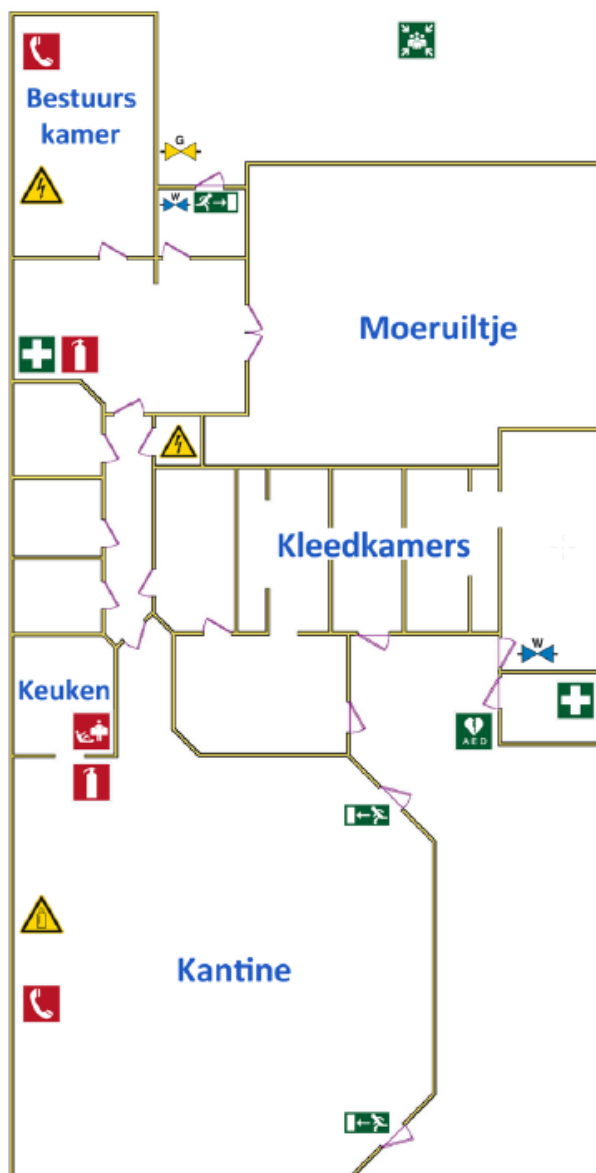 Bestuurs
kamer
G
W
Moeruiltje
Kleedkamers
W
Keuken
AED
Kantine